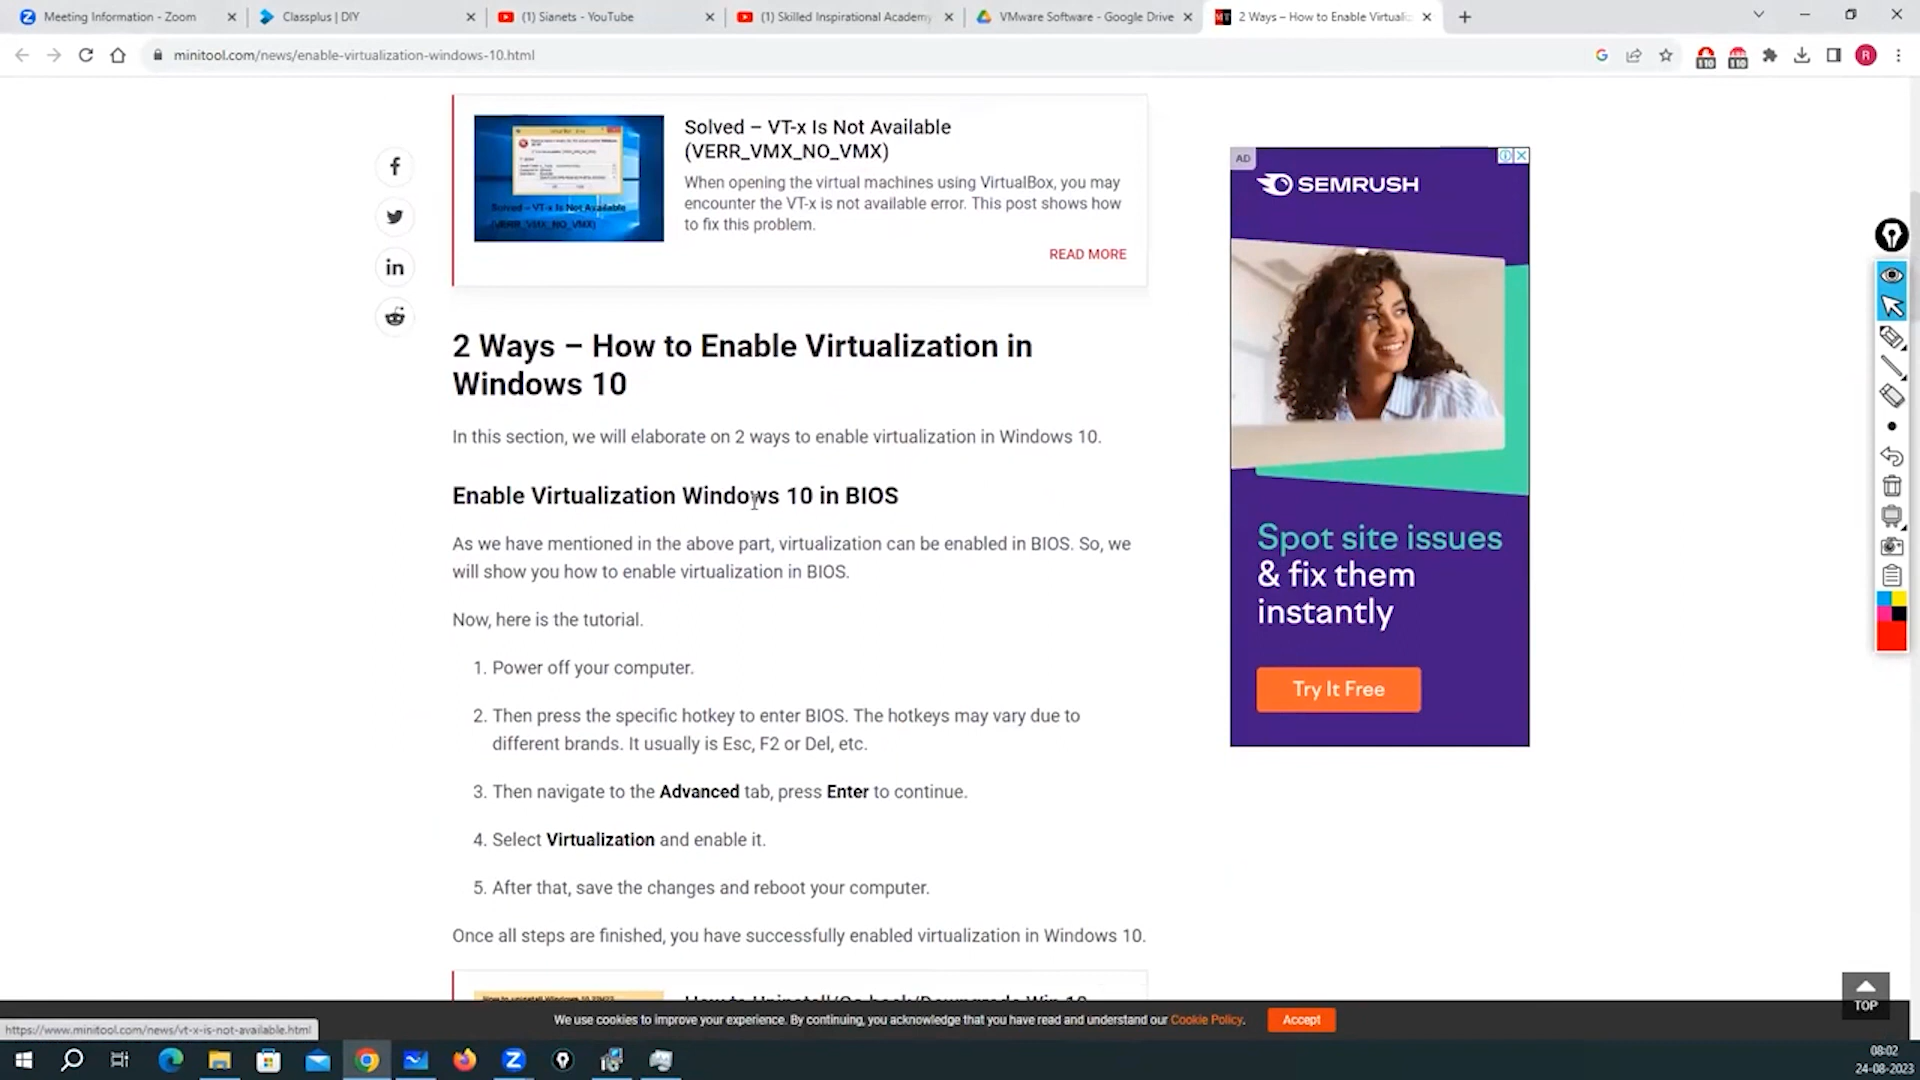 Meeting Information - Zoom
Classplus | DIY
(1) Sianets - YouTube
(1) Skilled Inspirational Academy
VMware Software - Google Drive
2 Ways – How to Enable Virtualiz
minitool.com/news/enable-virtualization-windows-10.html
110
110
R
Solved – VT-x Is Not Available
(VERR_VMX_NO_VMX)
When opening the virtual machines using VirtualBox, you may
encounter the VT-x is not available error. This post shows how
to fix this problem.
READ MORE
Solved – VT-x Is Not Available
(VERR_VMX_NO_VMX)
2 Ways – How to Enable Virtualization in
Windows 10
In this section, we will elaborate on 2 ways to enable virtualization in Windows 10.
Enable Virtualization Windows 10 in BIOS
As we have mentioned in the above part, virtualization can be enabled in BIOS. So, we
will show you how to enable virtualization in BIOS.
Now, here is the tutorial.
1. Power off your computer.
2. Then press the specific hotkey to enter BIOS. The hotkeys may vary due to
different brands. It usually is Esc, F2 or Del, etc.
3. Then navigate to the Advanced tab, press Enter to continue.
4. Select Virtualization and enable it.
5. After that, save the changes and reboot your computer.
Once all steps are finished, you have successfully enabled virtualization in Windows 10.
AD
SEMRUSH
Spot site issues
& fix them
instantly
Try It Free
TOP
We use cookies to improve your experience. By continuing, you acknowledge that you have read and understand our Cookie Policy.
Accept
https://www.minitool.com/news/vt-x-is-not-available.html
08:02
24-08-2023